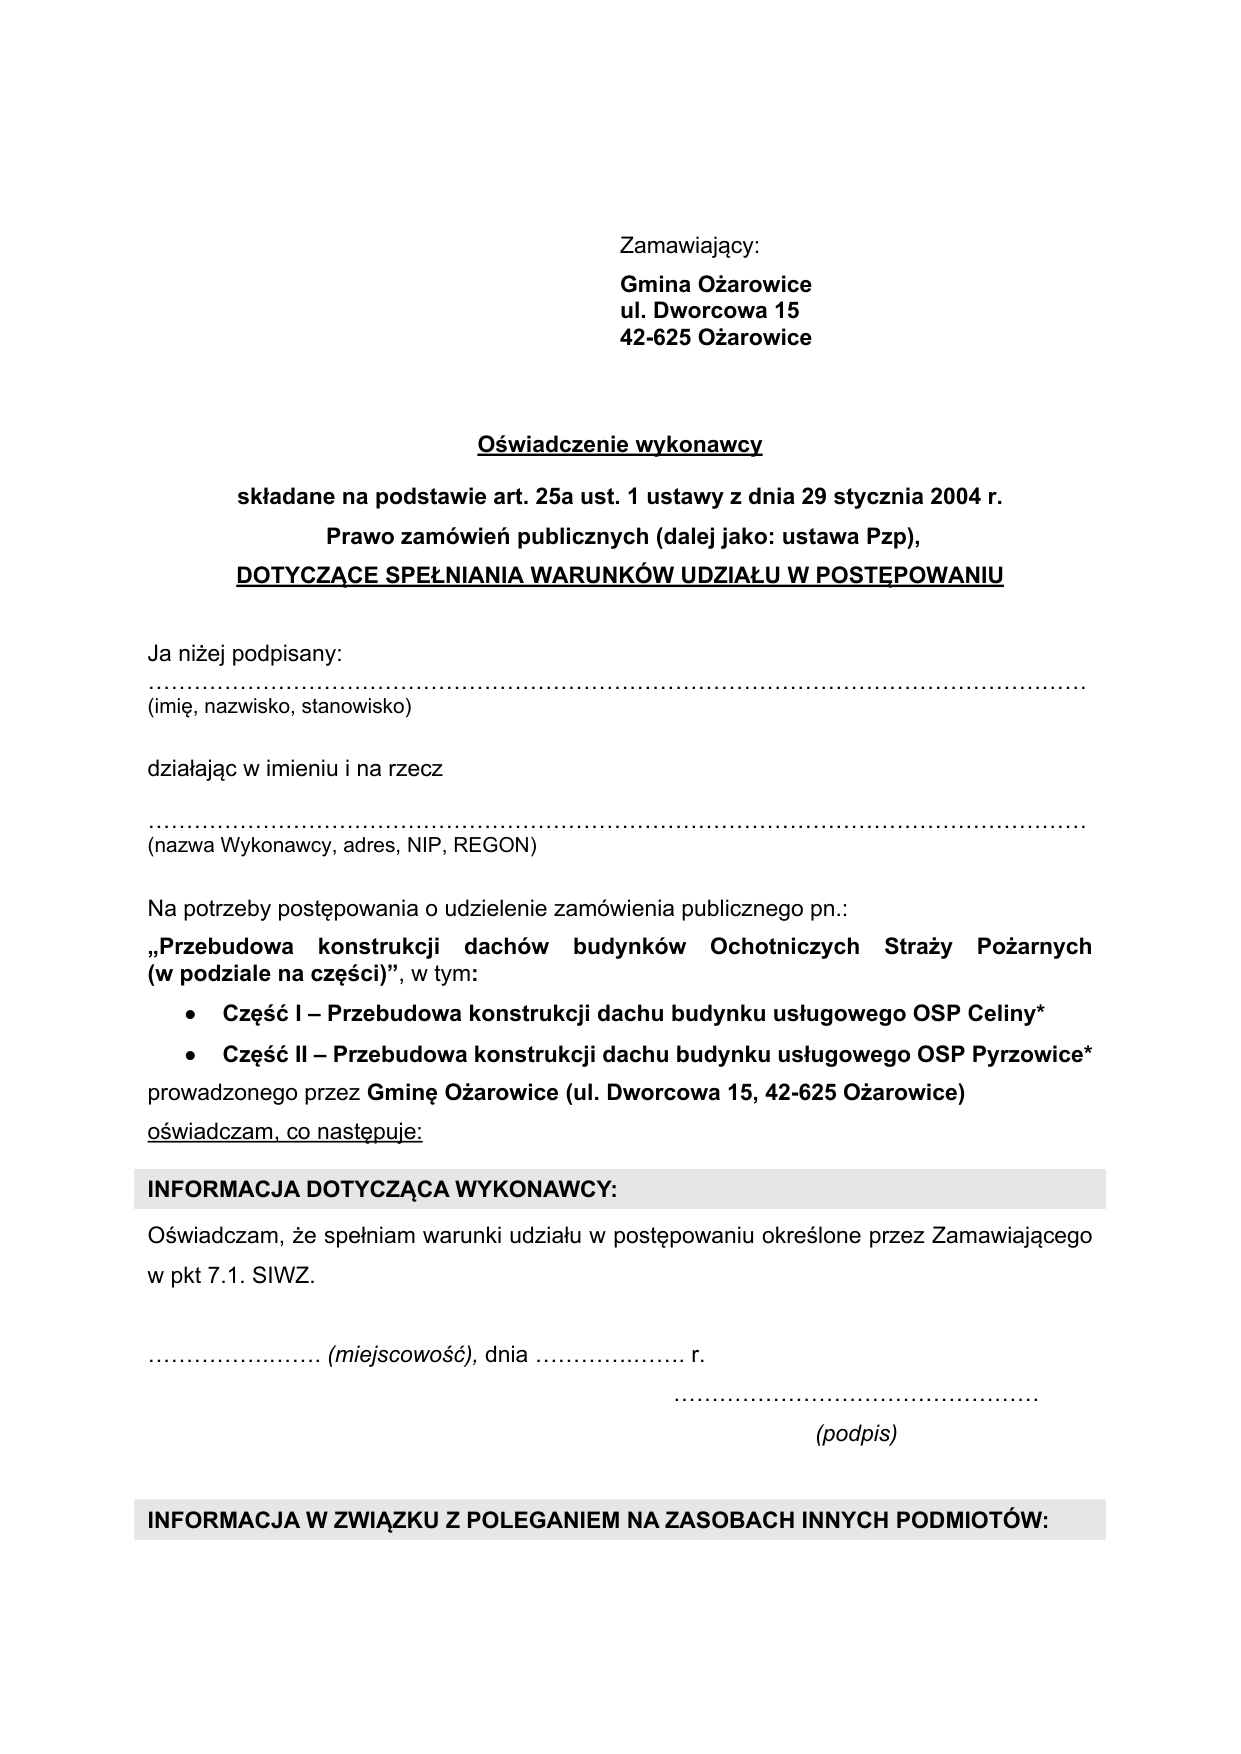 Zamawiający:
Gmina Ożarowice
ul. Dworcowa 15
42-625 Ożarowice
Oświadczenie wykonawcy
składane na podstawie art. 25a ust. 1 ustawy z dnia 29 stycznia 2004 r.
Prawo zamówień publicznych (dalej jako: ustawa Pzp),
DOTYCZĄCE SPEŁNIANIA WARUNKÓW UDZIAŁU W POSTĘPOWANIU
Ja niżej podpisany:
……………………………………………………………………………………………………………
(imię, nazwisko, stanowisko)
działając w imieniu i na rzecz
……………………………….……………………………………………………………………………
(nazwa Wykonawcy, adres, NIP, REGON)
Na potrzeby postępowania o udzielenie zamówienia publicznego pn.:
„Przebudowa konstrukcji dachów budynków Ochotniczych Straży Pożarnych
(w podziale na części)”, w tym:
● Część I – Przebudowa konstrukcji dachu budynku usługowego OSP Celiny*
● Część II – Przebudowa konstrukcji dachu budynku usługowego OSP Pyrzowice*
prowadzonego przez Gminę Ożarowice (ul. Dworcowa 15, 42-625 Ożarowice)
oświadczam, co następuje:
INFORMACJA DOTYCZĄCA WYKONAWCY:
Oświadczam, że spełniam warunki udziału w postępowaniu określone przez Zamawiającego
w pkt 7.1. SIWZ.
…………….……. (miejscowość), dnia ………….……. r.
…………………………………………
(podpis)
INFORMACJA W ZWIĄZKU Z POLEGANIEM NA ZASOBACH INNYCH PODMIOTÓW: